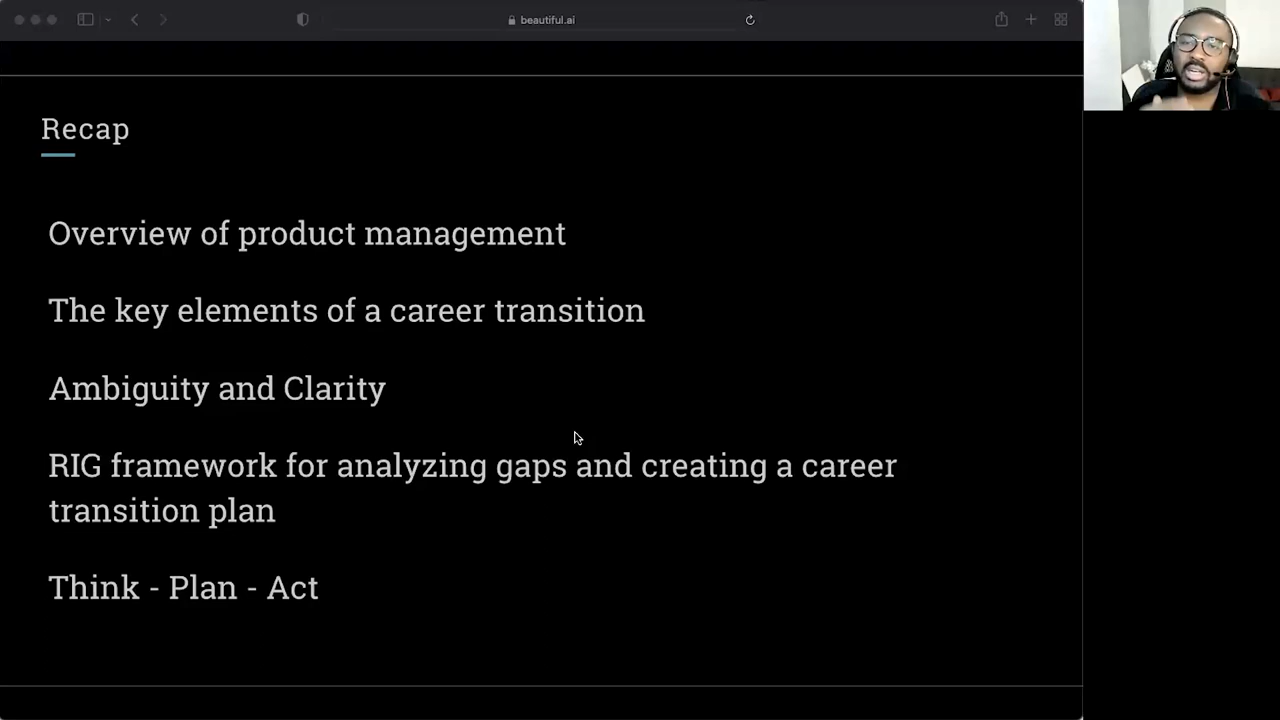 beautiful.ai
Recap
Overview of product management
The key elements of a career transition
Ambiguity and Clarity
RIG framework for analyzing gaps and creating a career
transition plan
Think - Plan - Act